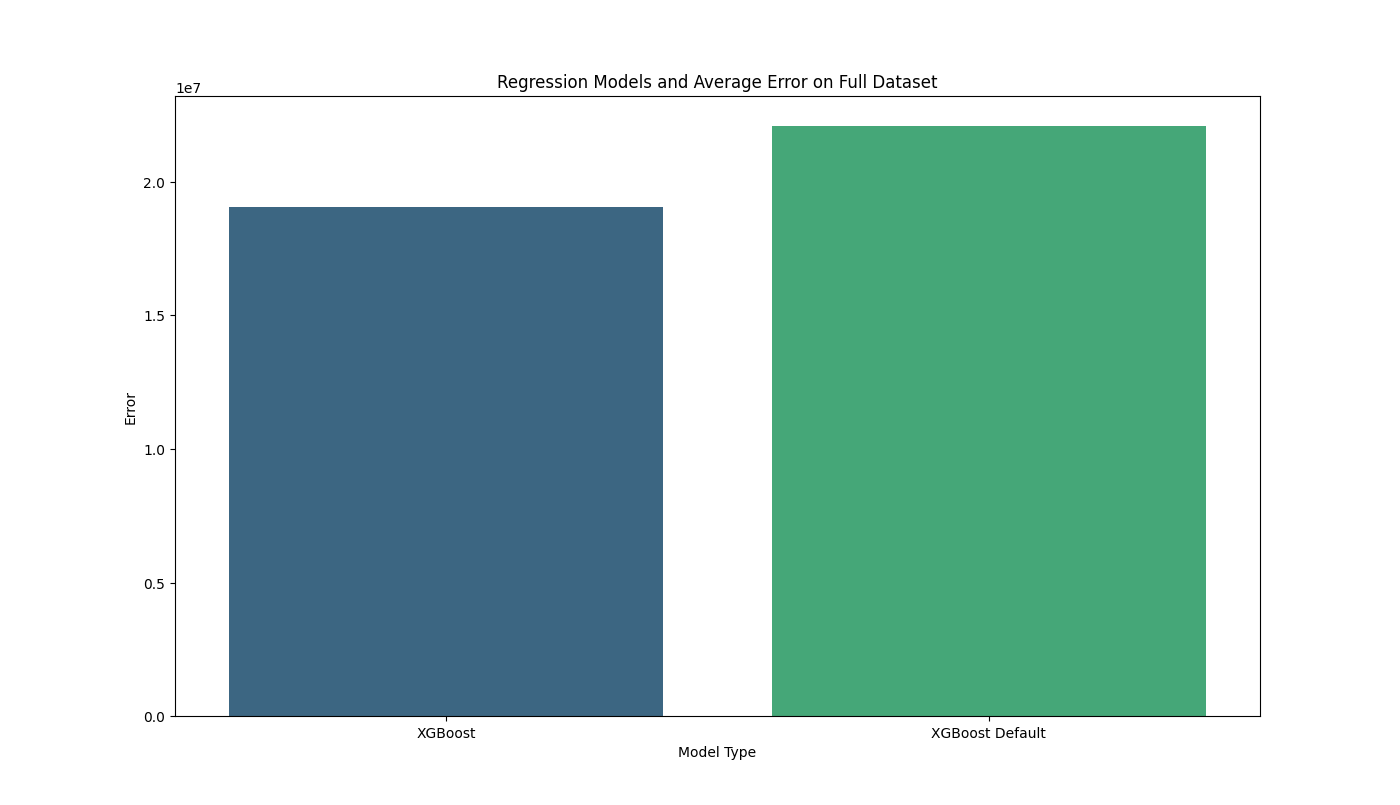 Regression Models and Average Error on Full Dataset
1e7
2.0
1.5
1.0
0.5
0.0
Error
XGBoost
XGBoost Default
Model Type